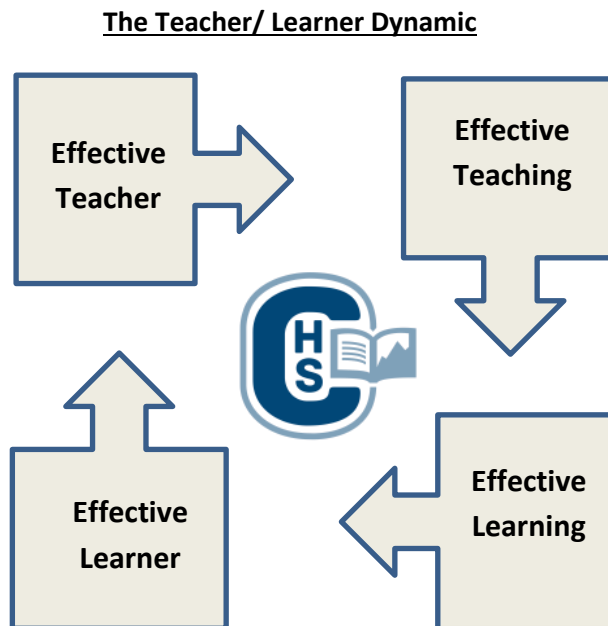 The Teacher/ Learner Dynamic
Effective
Teacher
Effective
Teaching
C
H
S
Effective
Learner
Effective
Learning